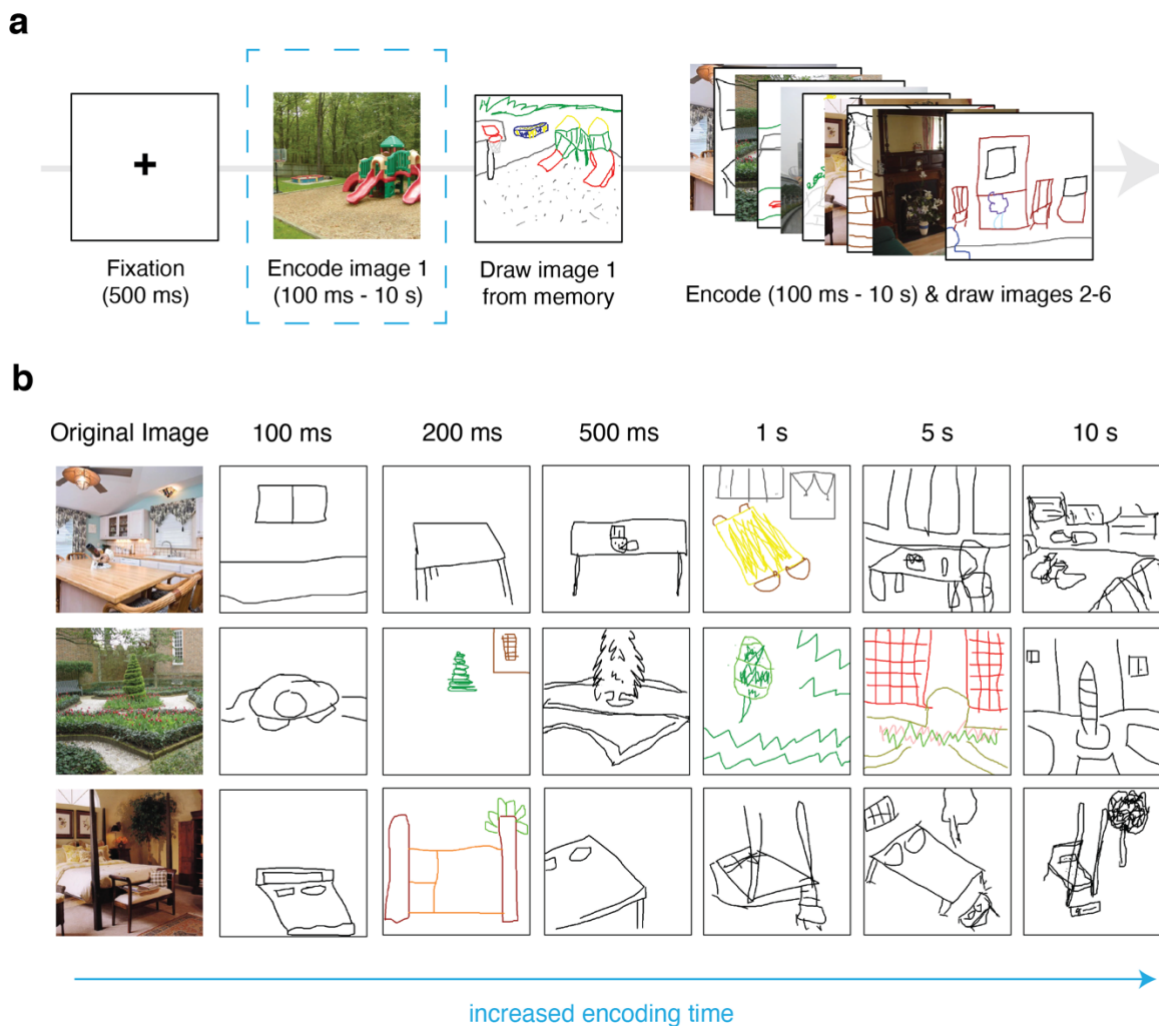 a
+
Fixation
(500 ms)
Encode image 1
(100 ms - 10 s)
Draw image 1
from memory
Encode (100 ms - 10 s) & draw images 2-6
b
Original Image
100 ms
200 ms
500 ms
1 s
5 s
10 s
increased encoding time